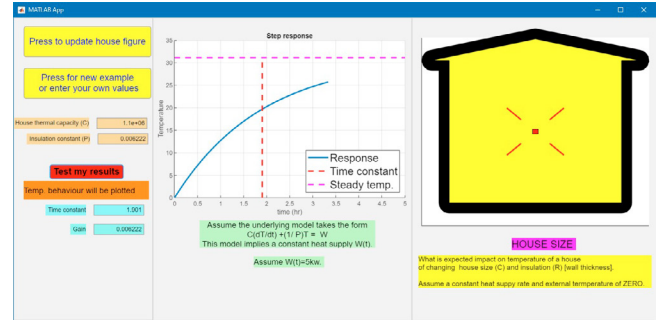 MATLAB App
Press to update house figure
Press for new example
or enter your own values
House thermal capacity (C) 1.1e+06
Insulation constant (P) 0.006222
Test my results
Temp. behaviour will be plotted
Time constant 1.001
Gain 0.006222
Step response
35
30
25
20
15
10
5
0
Temperature
0 0.5 1 1.5 2 2.5 3 3.5 4 4.5 5
time (hr)
Response
Time constant
Steady temp.
Assume the underlying model takes the form
C(dT/dt) +(1/ P)T = W
This model implies a constant heat supply W(t).
Assume W(t)=5kw.
HOUSE SIZE
What is expected impact on temperature of a house
of changing house size (C) and insulation (R) [wall thickness].
Assume a constant heat suppy rate and external termperature of ZERO.